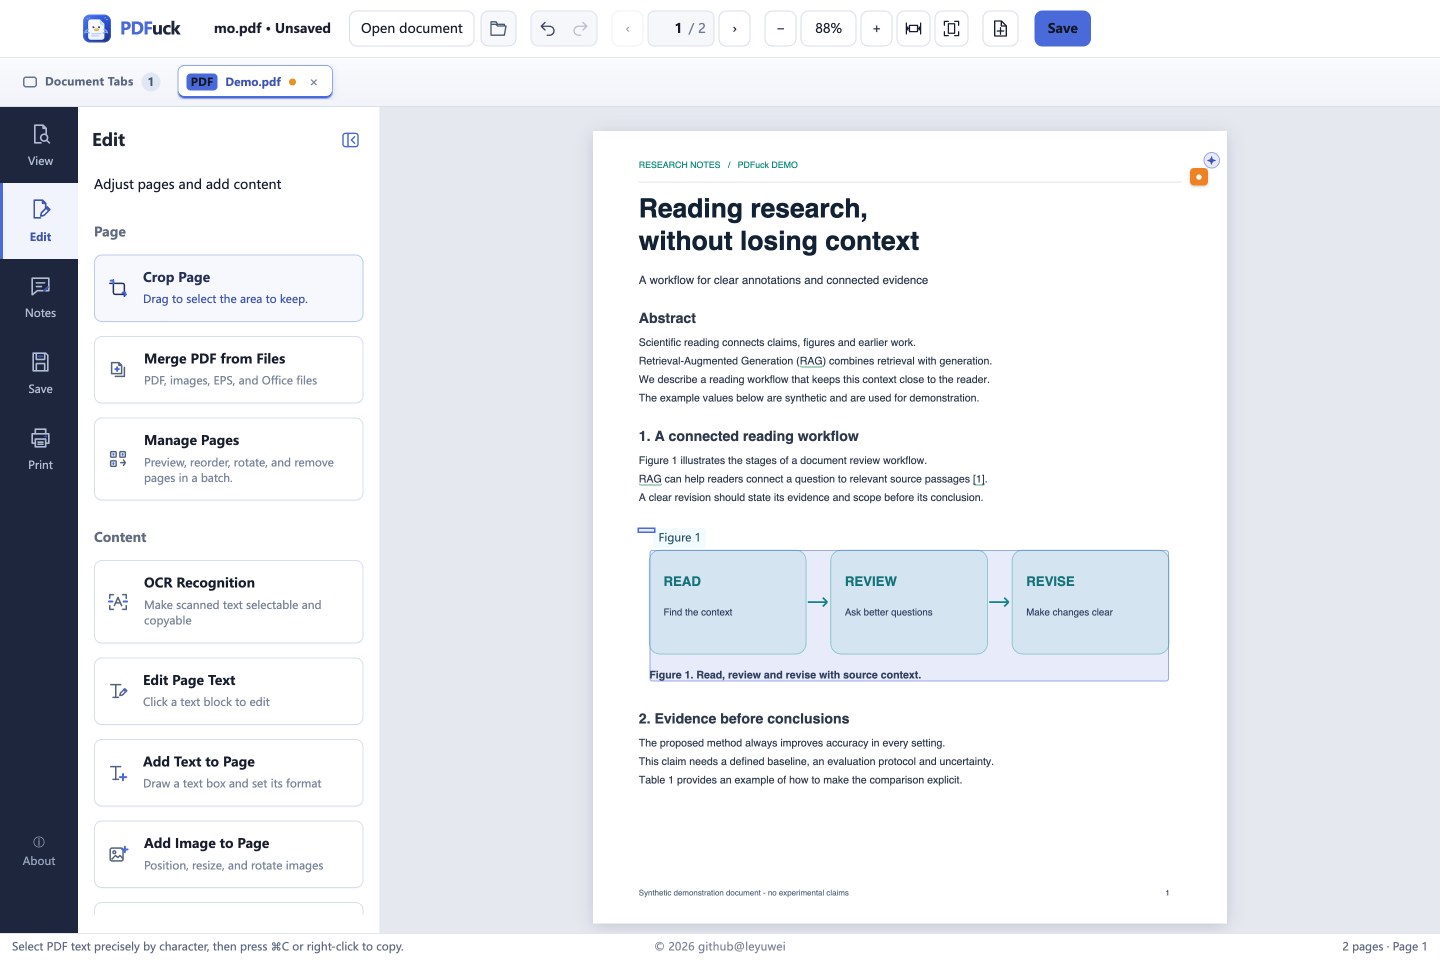 PDFuck
mo.pdf • Unsaved
Open document
1 / 2
88%
Save
Document Tabs 1
PDF Demo.pdf
View
Edit
Notes
Save
Print
About
Edit
Adjust pages and add content
Page
Crop Page
Drag to select the area to keep.
Merge PDF from Files
PDF, images, EPS, and Office files
Manage Pages
Preview, reorder, rotate, and remove
pages in a batch.
Content
OCR Recognition
Make scanned text selectable and
copyable
Edit Page Text
Click a text block to edit
Add Text to Page
Draw a text box and set its format
Add Image to Page
Position, resize, and rotate images
RESEARCH NOTES / PDFuck DEMO
Reading research,
without losing context
A workflow for clear annotations and connected evidence
Abstract
Scientific reading connects claims, figures and earlier work.
Retrieval-Augmented Generation (RAG) combines retrieval with generation.
We describe a reading workflow that keeps this context close to the reader.
The example values below are synthetic and are used for demonstration.
1. A connected reading workflow
Figure 1 illustrates the stages of a document review workflow.
RAG can help readers connect a question to relevant source passages [1].
A clear revision should state its evidence and scope before its conclusion.
Figure 1
READ
Find the context
REVIEW
Ask better questions
REVISE
Make changes clear
Figure 1. Read, review and revise with source context.
2. Evidence before conclusions
The proposed method always improves accuracy in every setting.
This claim needs a defined baseline, an evaluation protocol and uncertainty.
Table 1 provides an example of how to make the comparison explicit.
Synthetic demonstration document - no experimental claims
1
Select PDF text precisely by character, then press ⌘C or right-click to copy.
© 2026 github@leyuwei
2 pages · Page 1